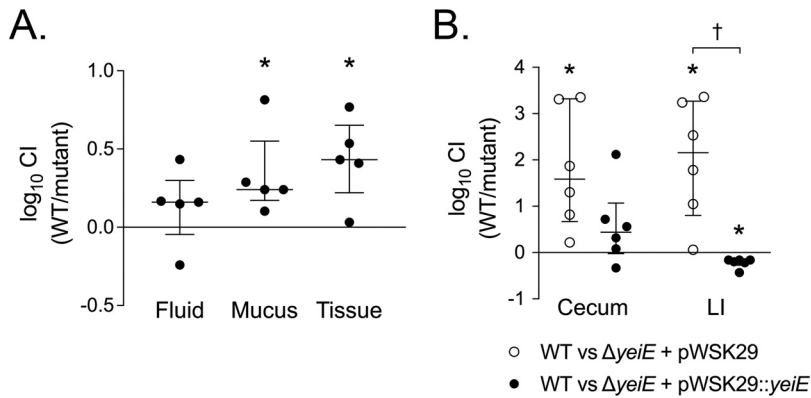 A.
* *
1.0
0.5
0.0
-0.5
log10 CI
(WT/mutant)
Fluid Mucus Tissue
B.
†
* *
*
4
3
2
1
0
-1
log10 CI
(WT/mutant)
Cecum LI
WT vs ΔyeiE + pWSK29
WT vs ΔyeiE + pWSK29::yeiE